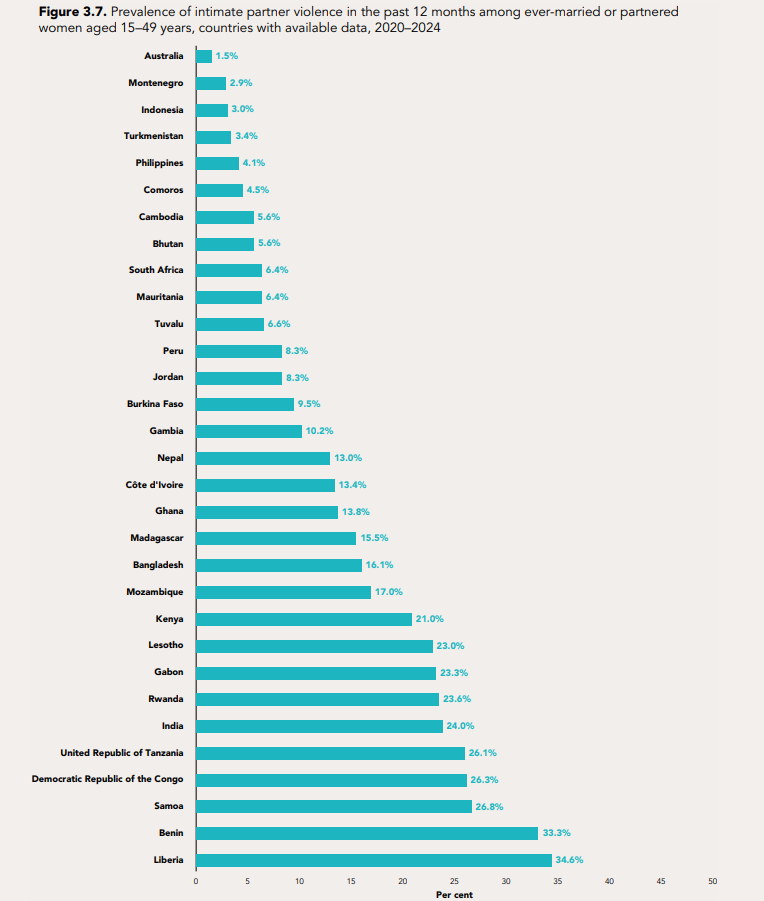 Figure 3.7. Prevalence of intimate partner violence in the past 12 months among ever-married or partnered
women aged 15–49 years, countries with available data, 2020–2024
Australia 1.5%
Montenegro 2.9%
Indonesia 3.0%
Turkmenistan 3.4%
Philippines 4.1%
Comoros 4.5%
Cambodia 5.6%
Bhutan 5.6%
South Africa 6.4%
Mauritania 6.4%
Tuvalu 6.6%
Peru 8.3%
Jordan 8.3%
Burkina Faso 9.5%
Gambia 10.2%
Nepal 13.0%
Côte d'Ivoire 13.4%
Ghana 13.8%
Madagascar 15.5%
Bangladesh 16.1%
Mozambique 17.0%
Kenya 21.0%
Lesotho 23.0%
Gabon 23.3%
Rwanda 23.6%
India 24.0%
United Republic of Tanzania 26.1%
Democratic Republic of the Congo 26.3%
Samoa 26.8%
Benin 33.3%
Liberia 34.6%
0 5 10 15 20 25 30 35 40 45 50
Per cent